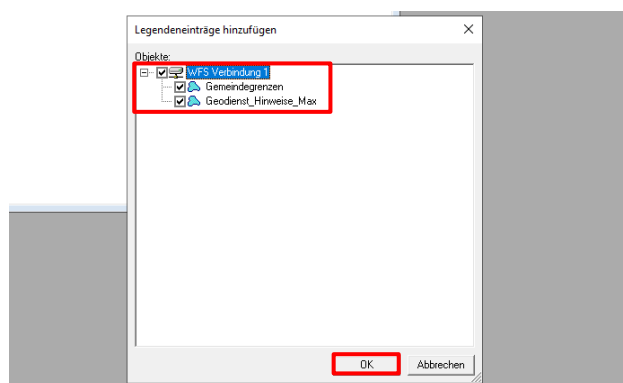 Legendeneinträge hinzufügen
Objekte:
WFS Verbindung 1
Gemeindegrenzen
Geodienst_Hinweise_Max
OK Abbrechen